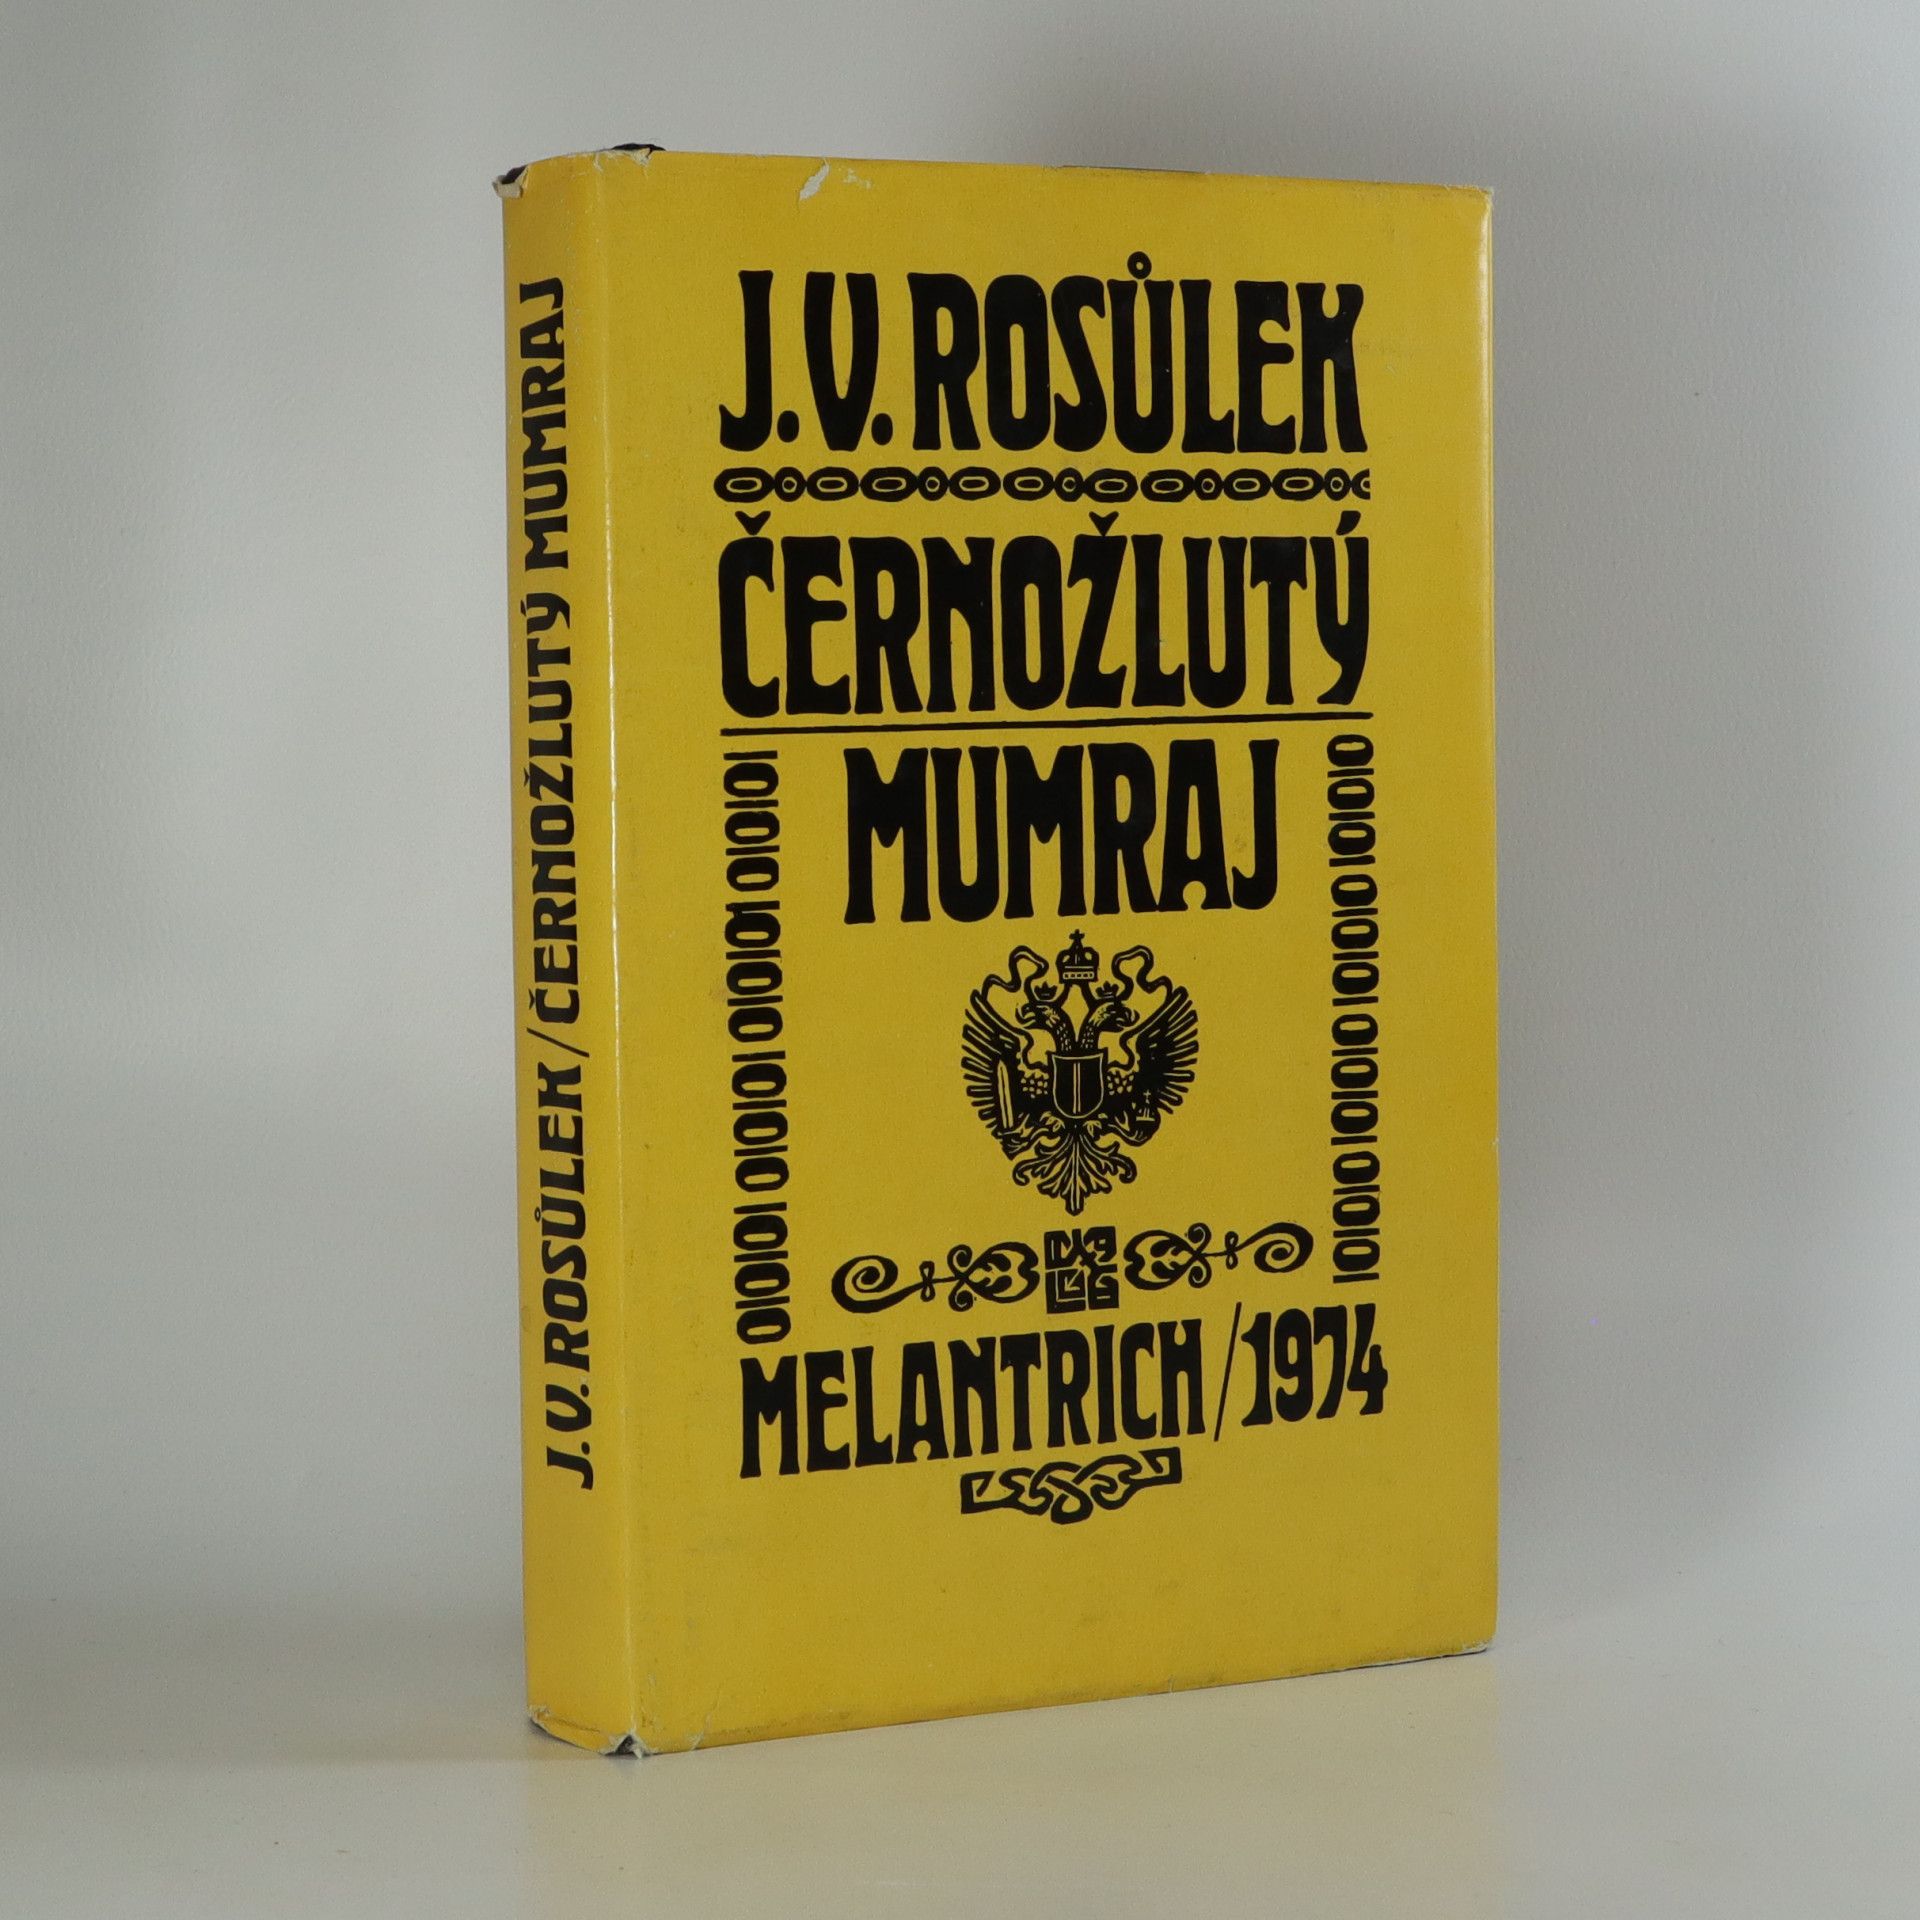 J.V. ROSŮLEK
ČERNOŽLUTÝ
MUMRAJ
MELANTRICH/1974
J.V. ROSŮLEK/ČERNOŽLUTÝ MUMRAJ